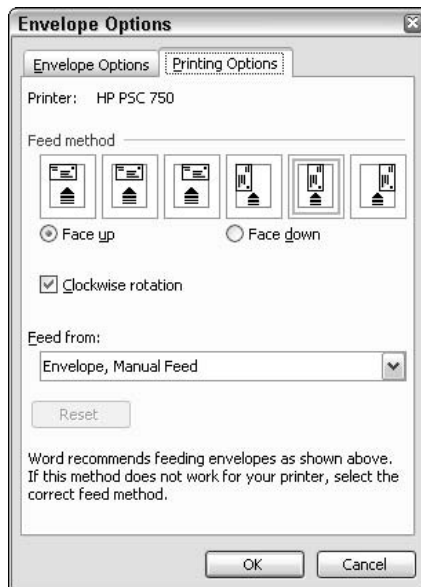 Envelope Options
Envelope Options
Printing Options
Printer: HP PSC 750
Feed method
Face up
Face down
Clockwise rotation
Feed from:
Envelope, Manual Feed
Reset
Word recommends feeding envelopes as shown above.
If this method does not work for your printer, select the
correct feed method.
OK
Cancel